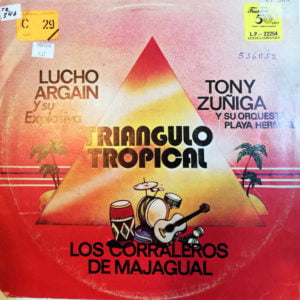 C 29
L.P. - 22254
536052
LUCHO
ARGAIN
y su
Explosiva
TONY
ZUÑIGA
Y SU ORQUESTA
PLAYA HERMOSA
TRIANGULO
TROPICAL
LOS CORRALEROS
DE MAJAGUAL